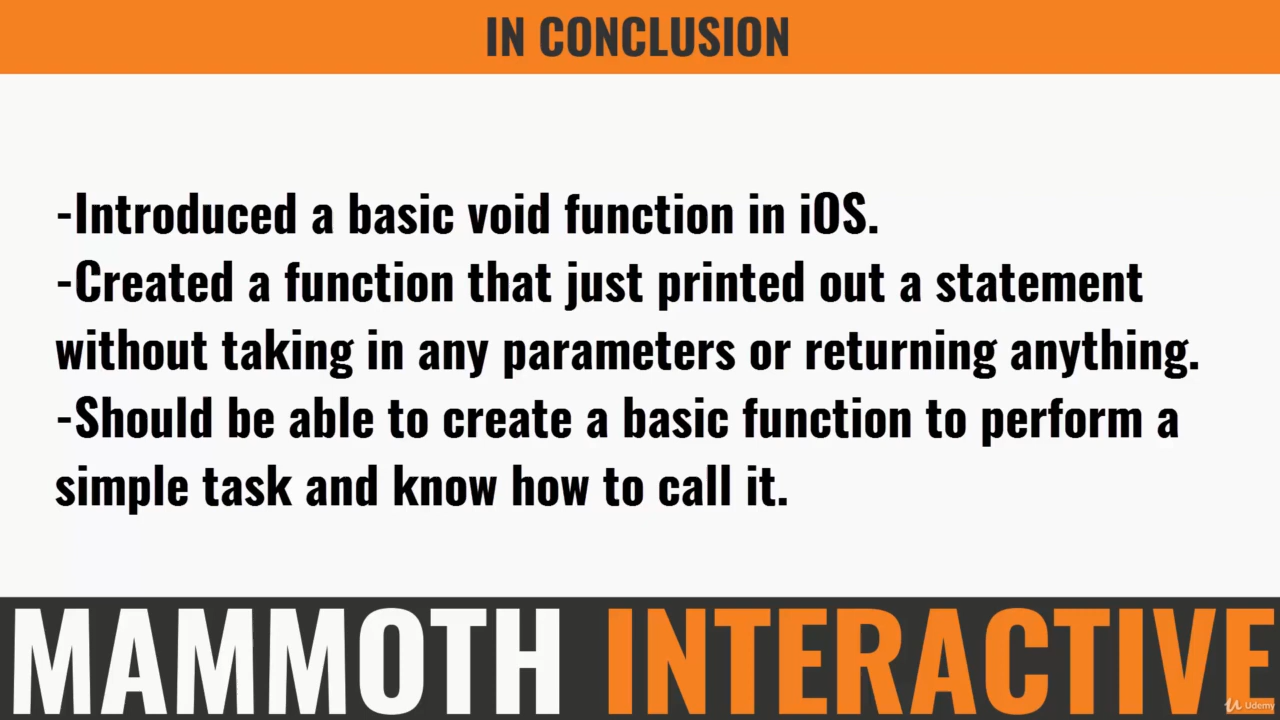 IN CONCLUSION
-Introduced a basic void function in iOS.
-Created a function that just printed out a statement
without taking in any parameters or returning anything.
-Should be able to create a basic function to perform a
simple task and know how to call it.
MAMMOTH INTERACTIVE
Udemy